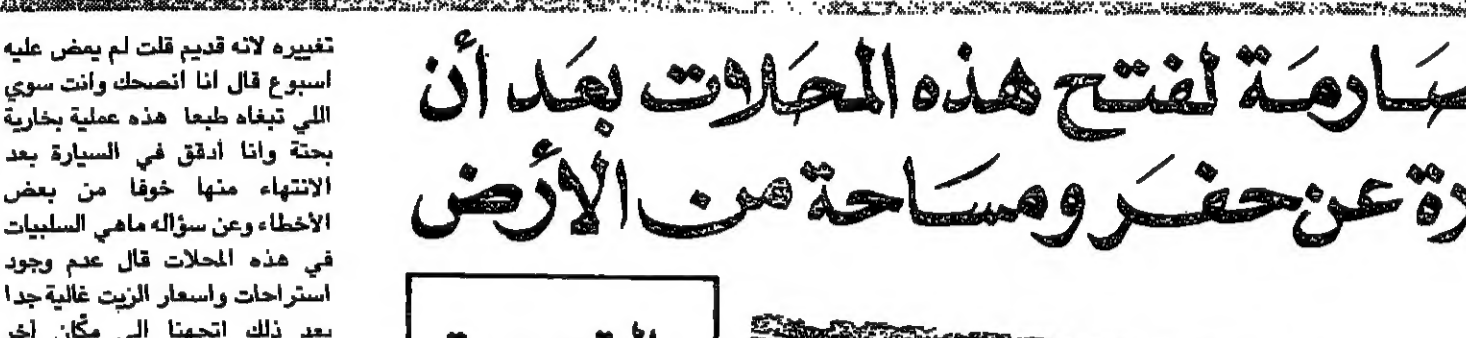 صارمة لفتح هذه المحلات بعد أن
رة عن حفر ومساحة من الأرض
تغييره لانه قديم قلت لم يمض عليه
اسبوع قال انا انصحك وانت سوي
اللي تبغاه طبعا هذه عملية بخارية
بحتة وانا أدقق في السيارة بعد
الانتهاء منها خوفا من بعض
الأخطاء وعن سؤاله ماهي السلبيات
في هذه المحلات قال عدم وجود
استراحات واسعار الزيت غالية جدا
بعد ذلك اتجهنا الى مكان آخر